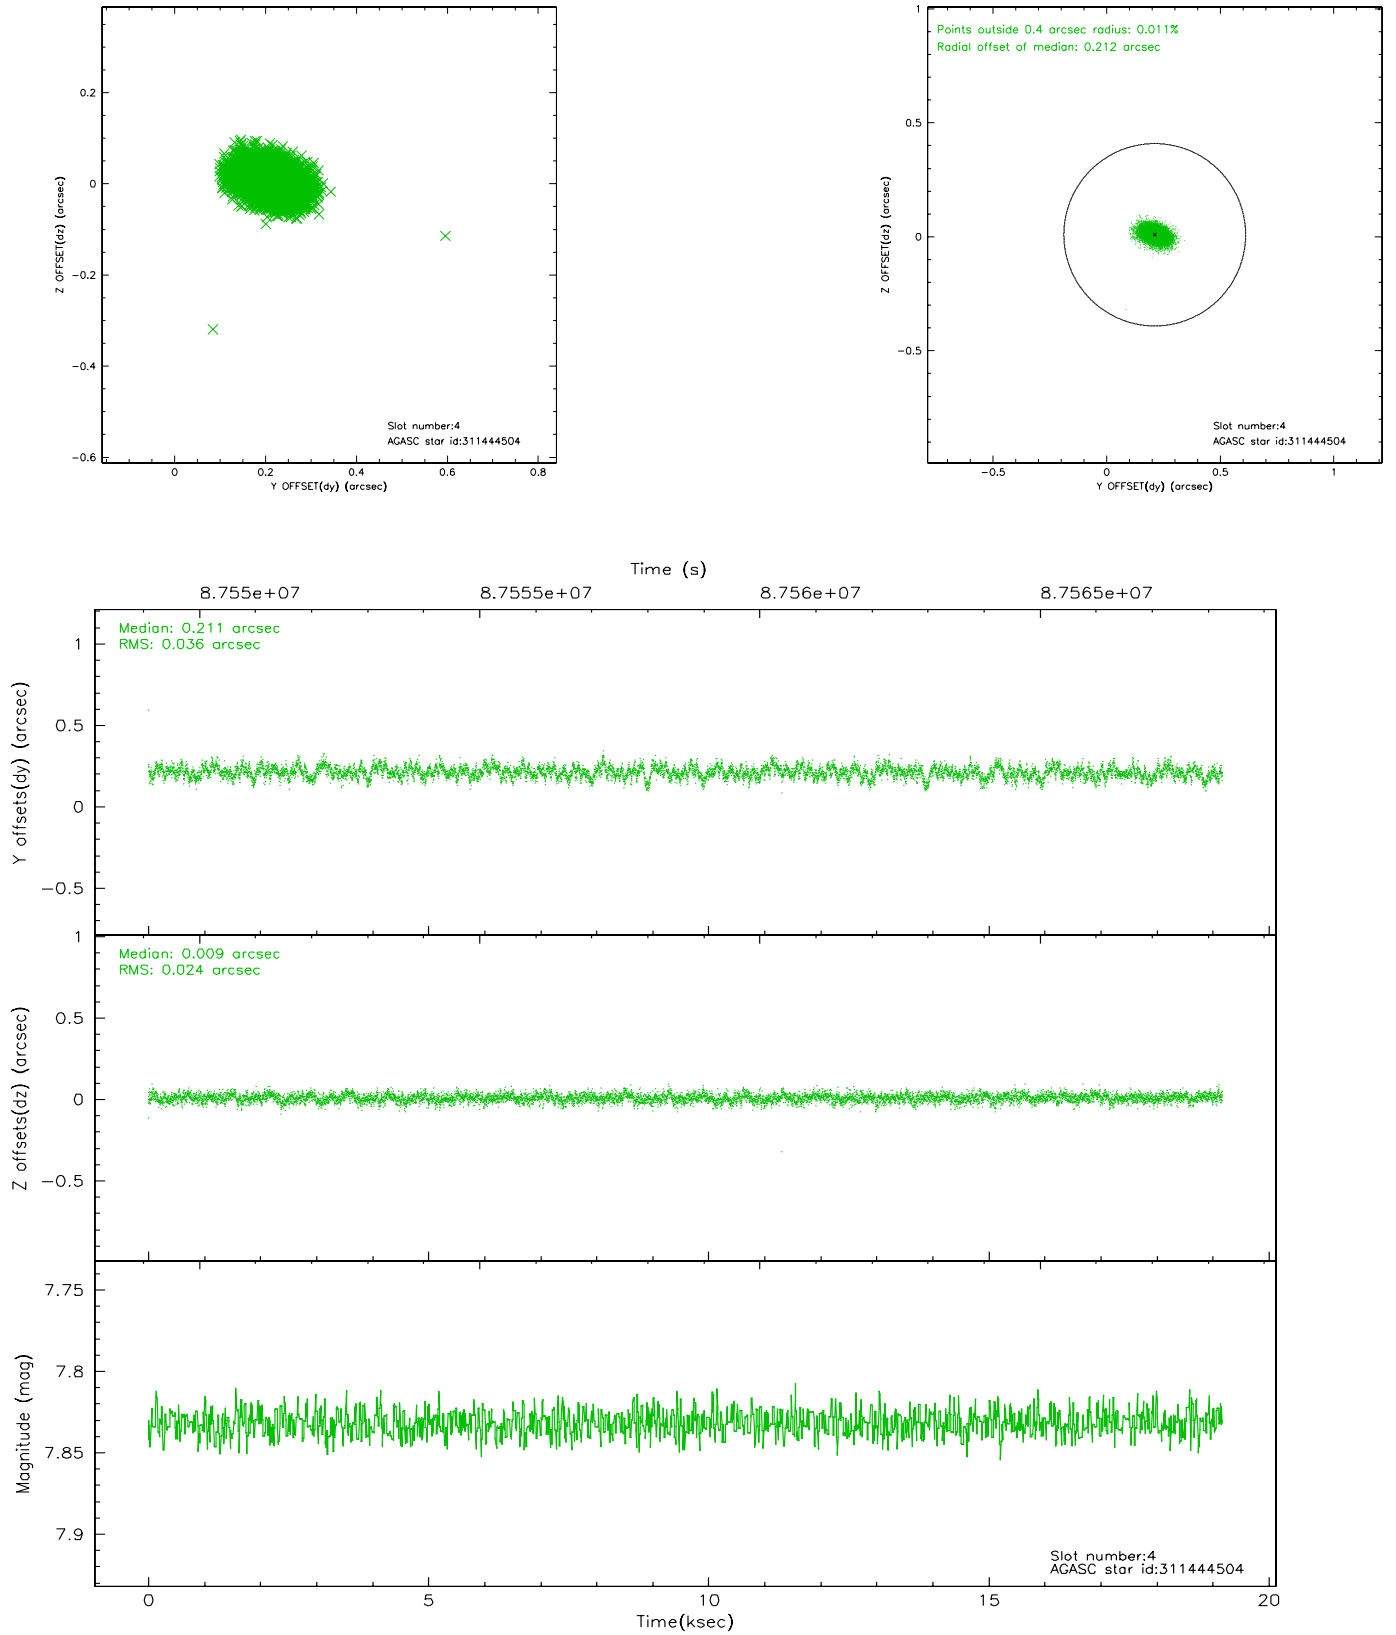 0.2
0
−0.2
−0.4
−0.6
Z OFFSET(dz) (arcsec)
Slot number:4
AGASC star id:311444504
0
0.2
0.4
0.6
0.8
Y OFFSET(dy) (arcsec)
Points outside 0.4 arcsec radius: 0.011%
Radial offset of median: 0.212 arcsec
1
0.5
0
−0.5
Z OFFSET(dz) (arcsec)
Slot number:4
AGASC star id:311444504
−0.5
0
0.5
1
Y OFFSET(dy) (arcsec)
Time (s)
8.755e+07
8.7555e+07
8.756e+07
8.7565e+07
Median: 0.211 arcsec
RMS: 0.036 arcsec
1
0.5
0
−0.5
Y offsets(dy) (arcsec)
Median: 0.009 arcsec
RMS: 0.024 arcsec
1
0.5
0
−0.5
Z offsets(dz) (arcsec)
7.75
7.8
7.85
7.9
Magnitude (mag)
Slot number:4
AGASC star id:311444504
0
5
10
15
20
Time(ksec)